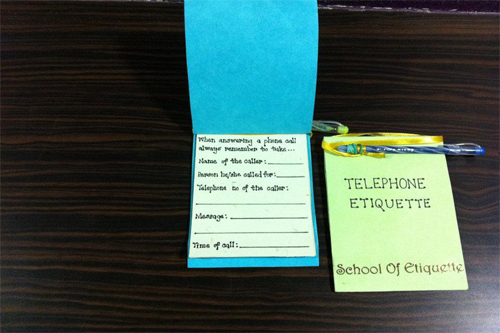 When answering a phone call
always remember to take...
Name of the caller:
Person he/she called for:
Telephone no of the caller:
Message:
Time of call:
TELEPHONE
ETIQUETTE
School Of Etiquette